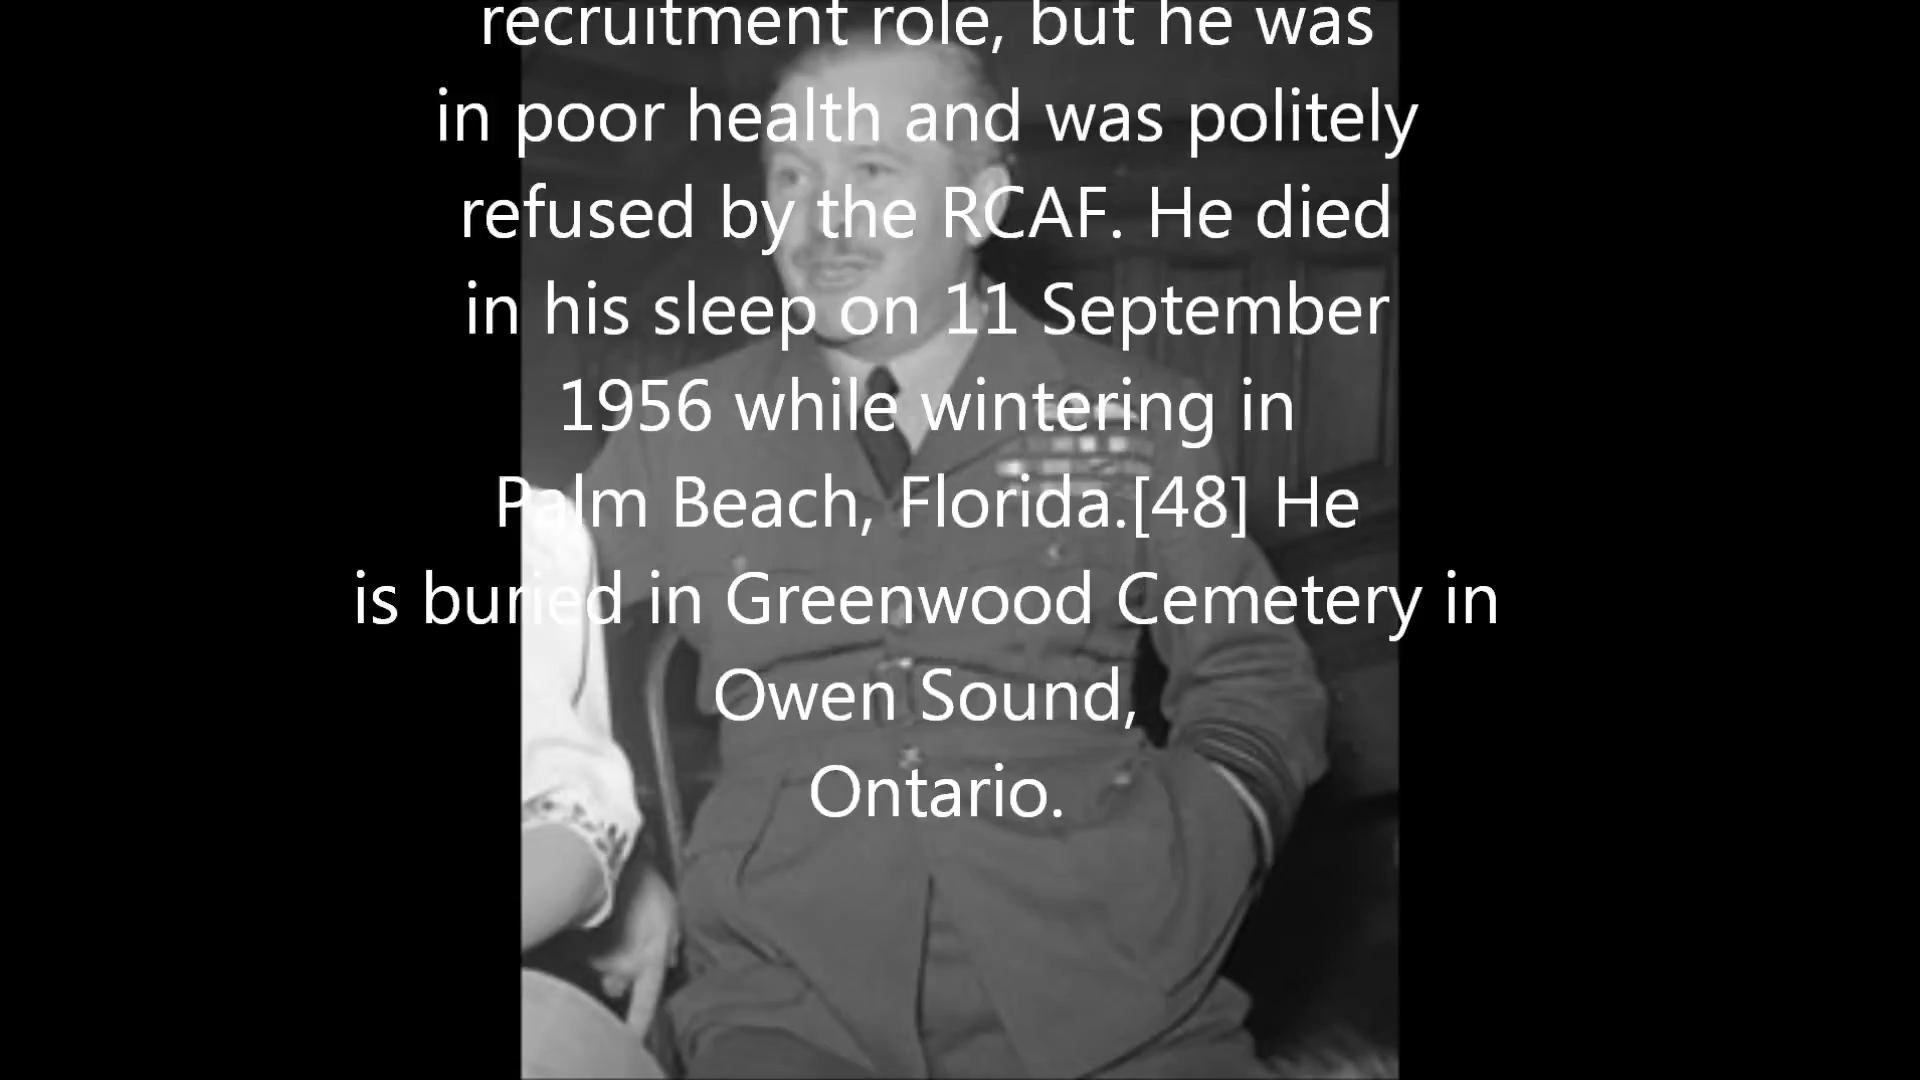 recruitment role, but he was
in poor health and was politely
refused by the RCAF. He died
in his sleep on 11 September
1956 while wintering in
Palm Beach, Florida.[48] He
is buried in Greenwood Cemetery in
Owen Sound,
Ontario.